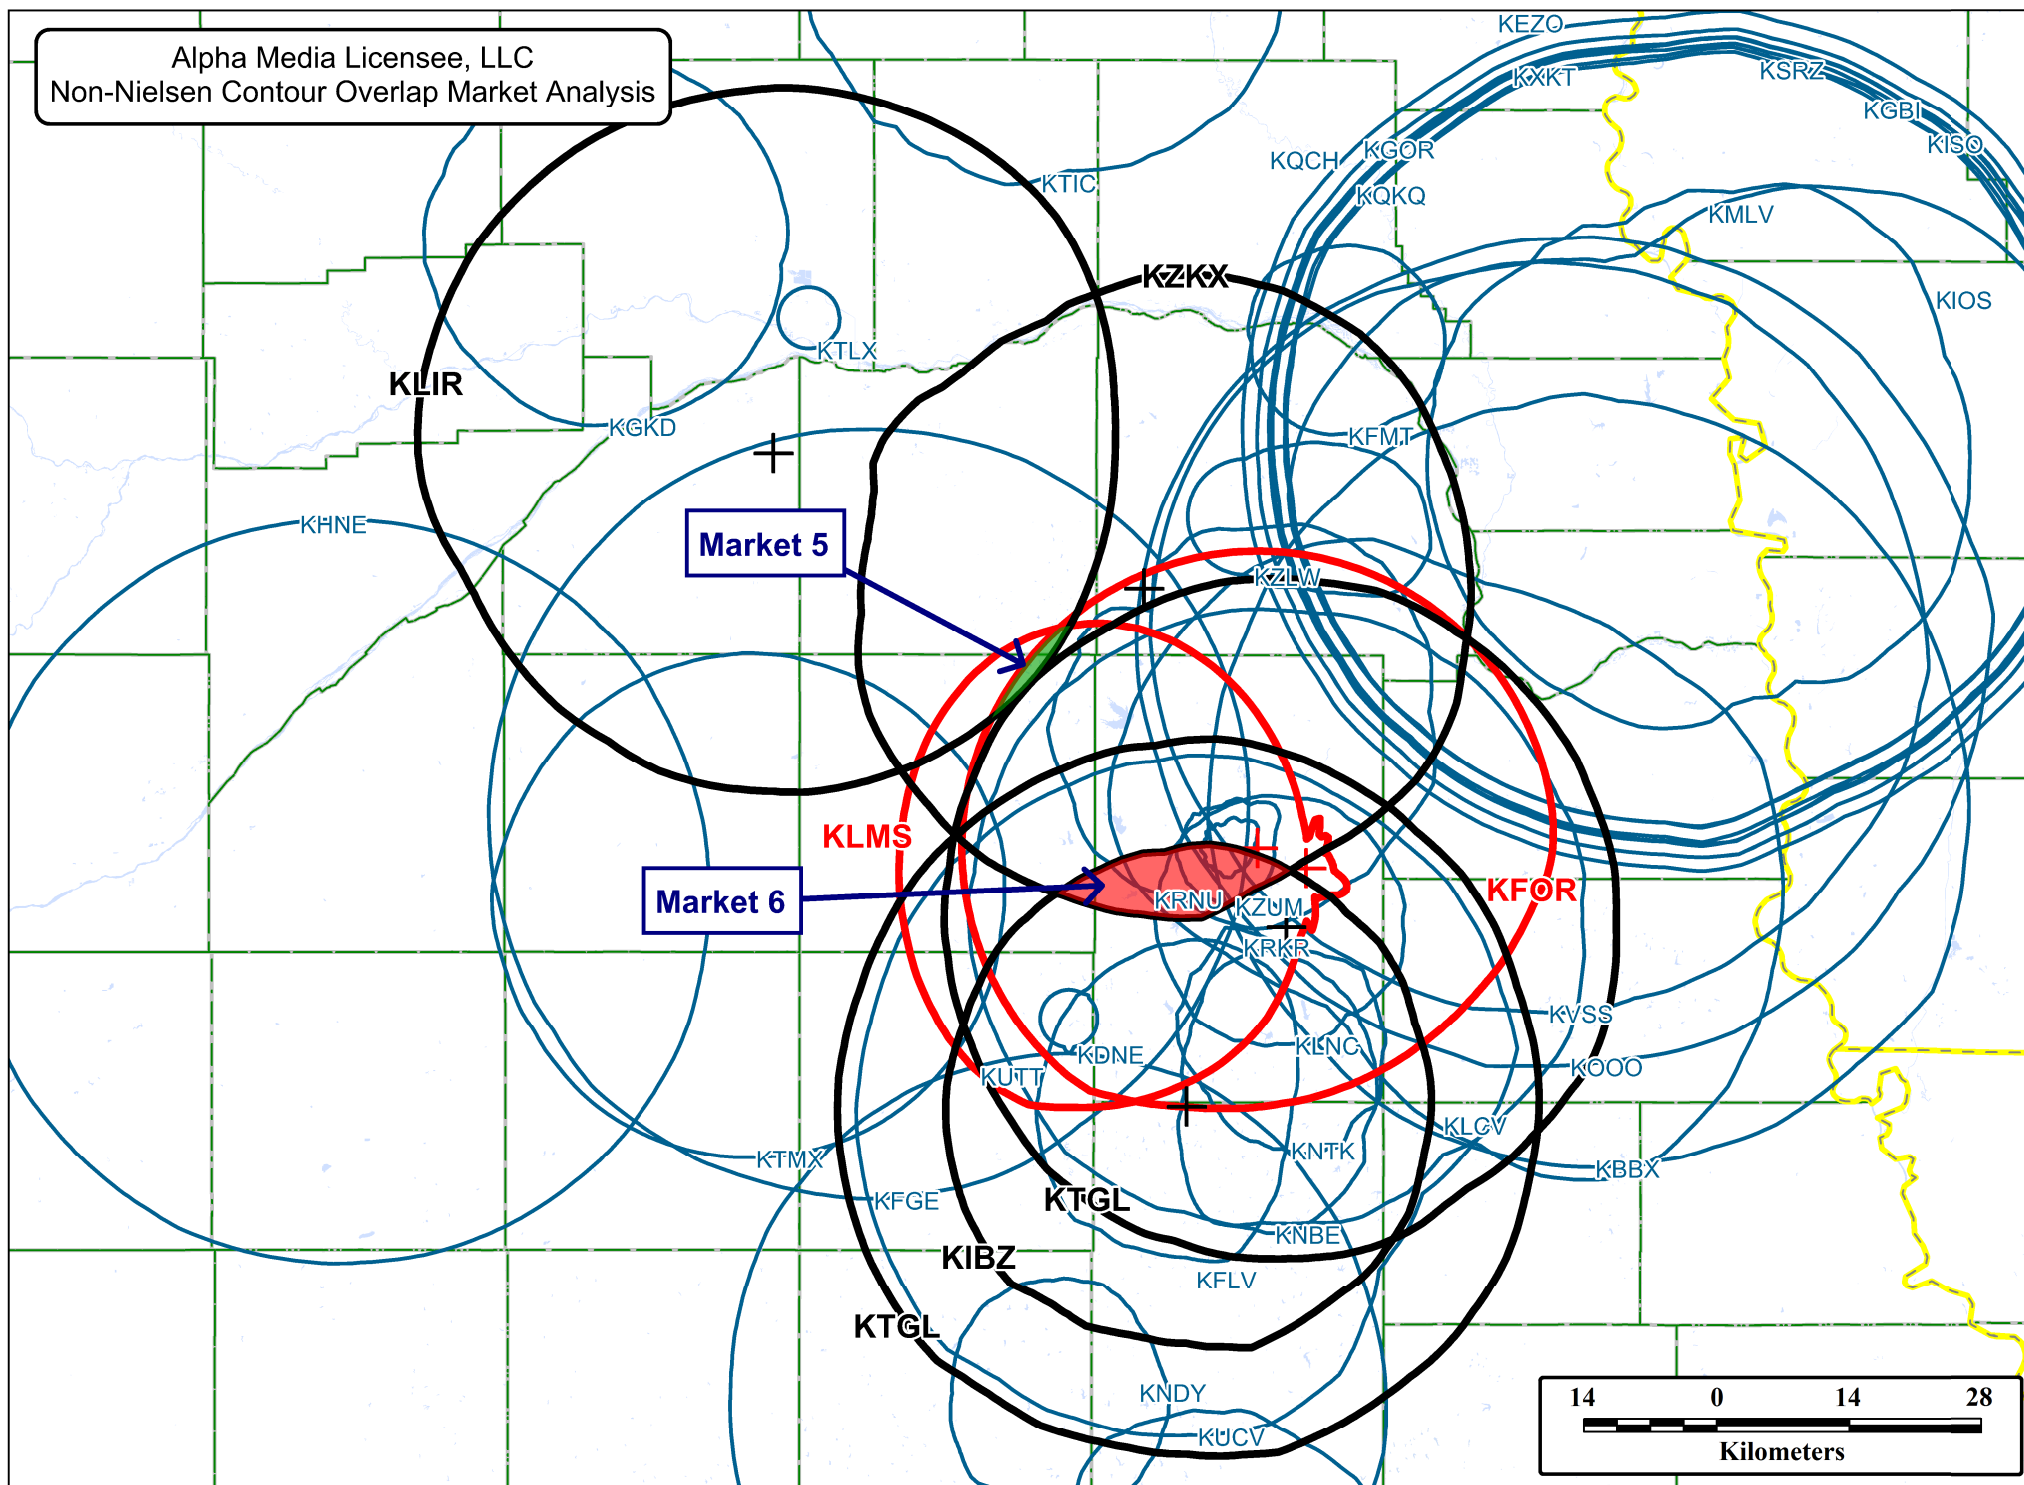 Alpha Media Licensee, LLC
Non-Nielsen Contour Overlap Market Analysis
KEZO
KXKT
KSRZ
KGBI
KISO
KQCH
KGOR
KTIC
KQKQ
KMLV
KZKX
KIOS
KTLX
KLIR
KGKD
KFMT
KHNE
Market 5
KZLW
KLMS
KFOR
Market 6
KRNU
KZUM
KRKR
KVSS
KLNC
KDNE
KOOO
KUTT
KLCV
KNTK
KTMX
KBBX
KFGE
KTGL
KNBE
KIBZ
KFLV
KTGL
KNDY
KUCV
14 0 14 28
Kilometers